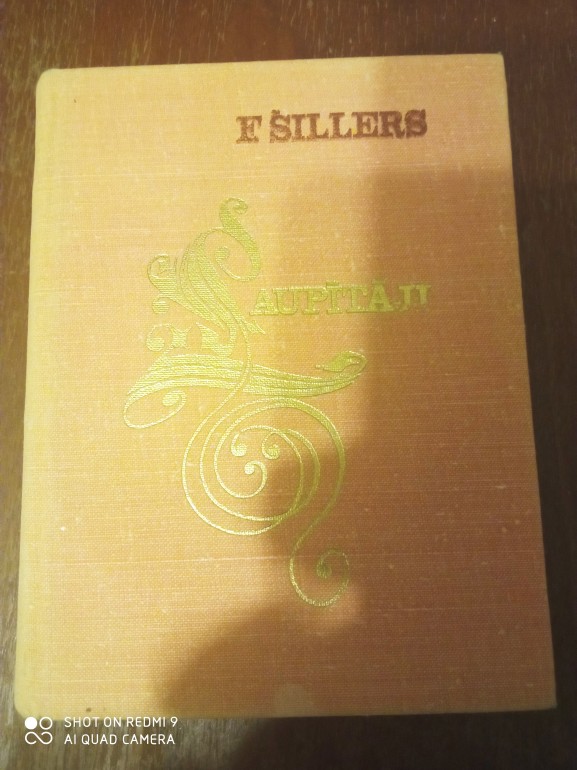 F. ŠILLERS
LAUPĪTĀJI
SHOT ON REDMI 9
AI QUAD CAMERA